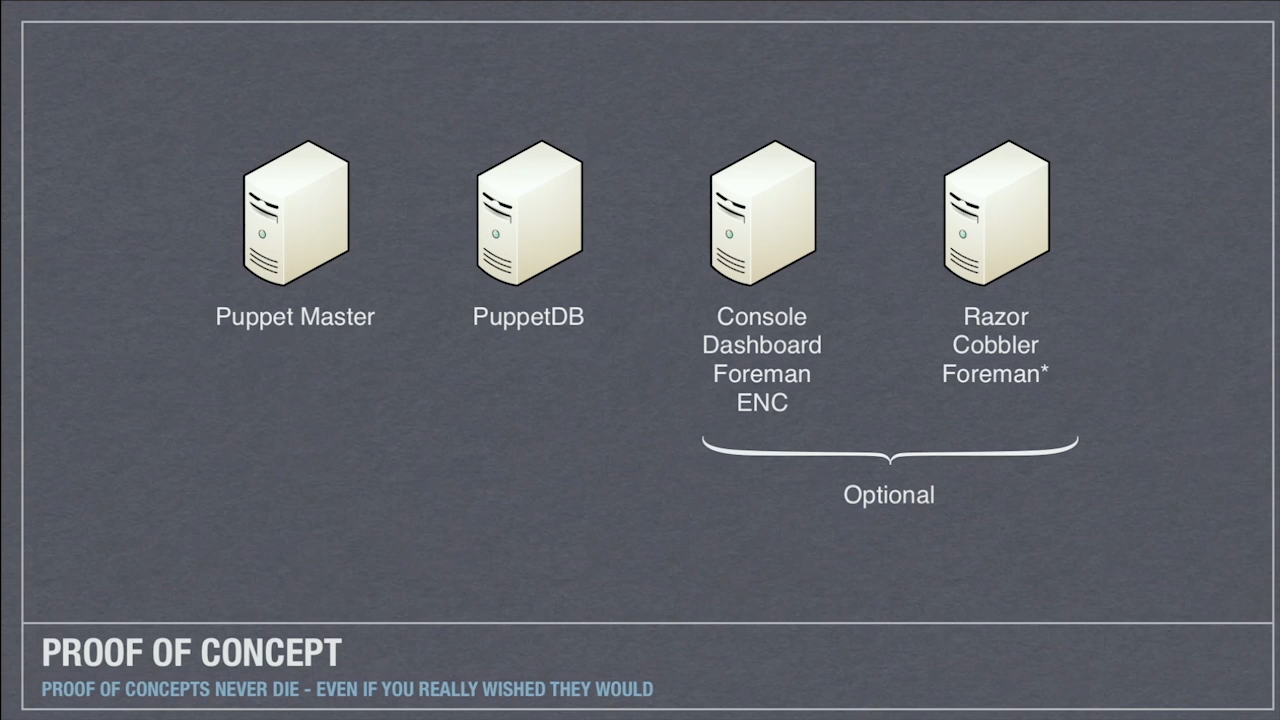 Puppet Master
PuppetDB
Console
Dashboard
Foreman
ENC
Razor
Cobbler
Foreman*
Optional
PROOF OF CONCEPT
PROOF OF CONCEPTS NEVER DIE - EVEN IF YOU REALLY WISHED THEY WOULD